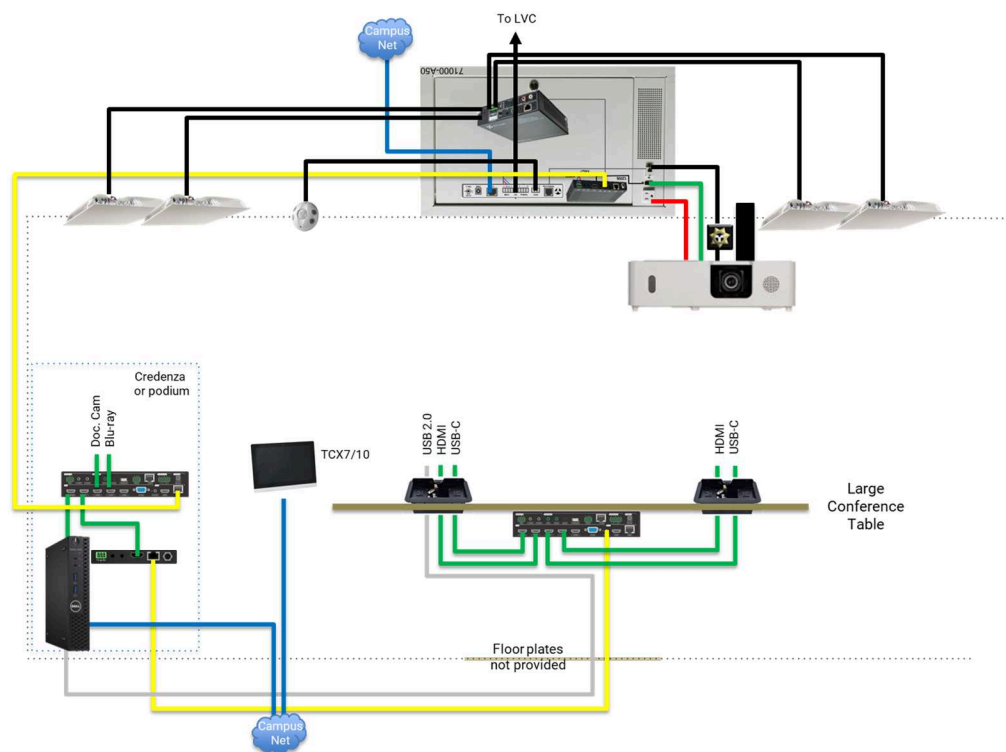 To LVC
Campus
Net
71000-A50
Credenza
or podium
Doc. Cam
Blu-ray
TCX7/10
USB 2.0
HDMI
USB-C
HDMI
USB-C
Large
Conference
Table
DELL
Floor plates
not provided
Campus
Net